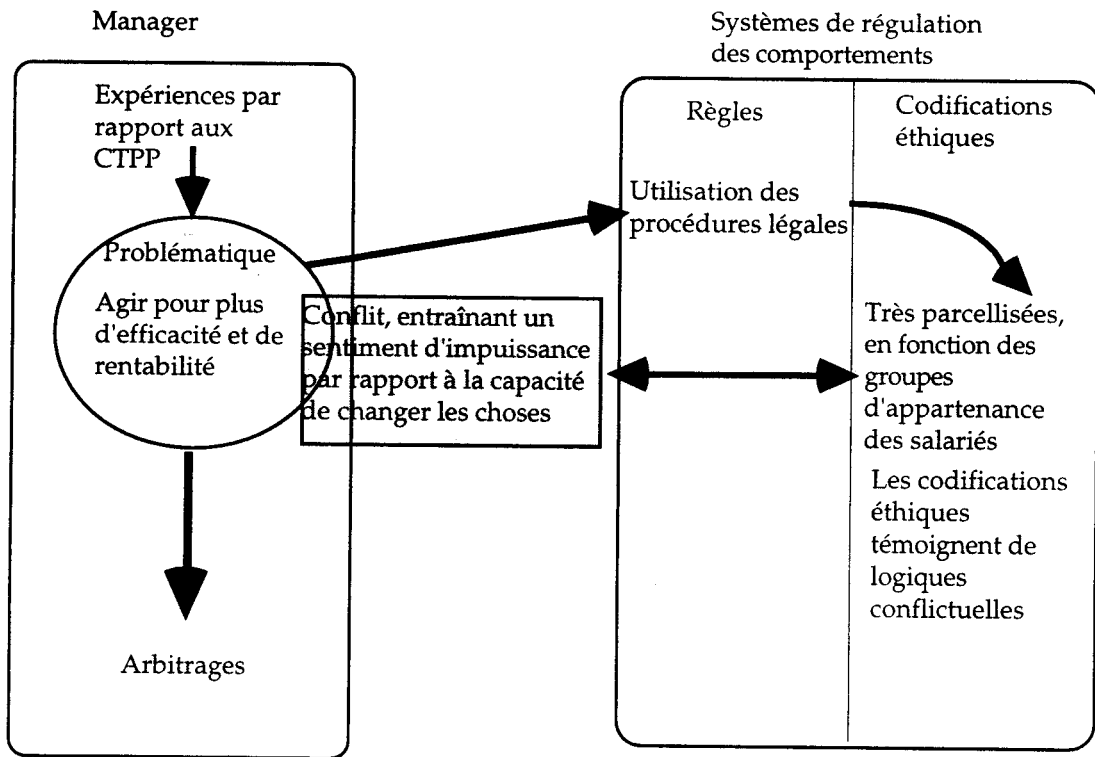 Manager
Expériences par
rapport aux
CTPP
Problématique
Agir pour plus
d'efficacité et de
rentabilité
Arbitrages
Conflit, entraînant un
sentiment d'impuissance
par rapport à la capacité
de changer les choses
Systèmes de régulation
des comportements
Règles
Utilisation des
procédures légales
Codifications
éthiques
Très parcellisées,
en fonction des
groupes
d'appartenance
des salariés
Les codifications
éthiques
témoignent de
logiques
conflictuelles